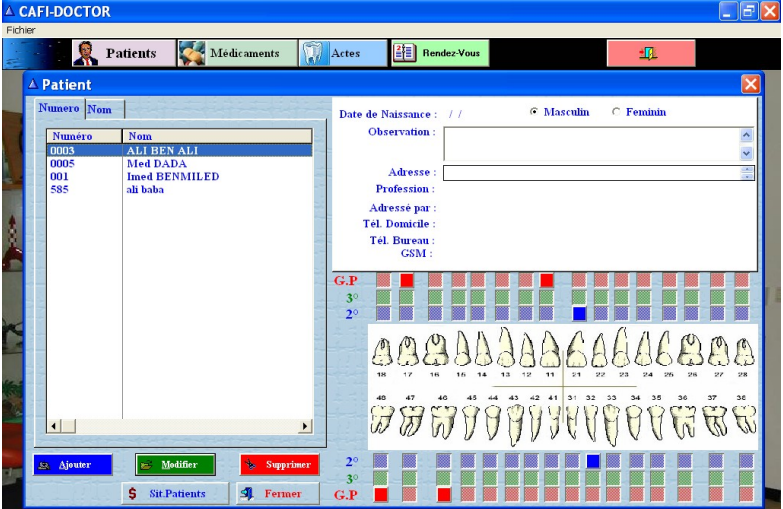 CAFI-DOCTOR
Fichier
Patients Médicaments Actes Rendez-Vous
Patient
Numero Nom
Numéro Nom
0003 ALI BEN ALI
0005 Med DADA
001 Imed BENMILED
585 ali baba
Date de Naissance : / / Masculin Feminin
Observation :
Adresse :
Profession :
Adressé par :
Tél. Domicile :
Tél. Bureau :
GSM :
G.P
3°
2°
18 17 16 15 14 13 12 11 21 22 23 24 25 26 27 28
48 47 46 45 44 43 42 41 31 32 33 34 35 36 37 38
2°
3°
G.P
Ajouter Modifier Supprimer
$ Sit.Patients Fermer